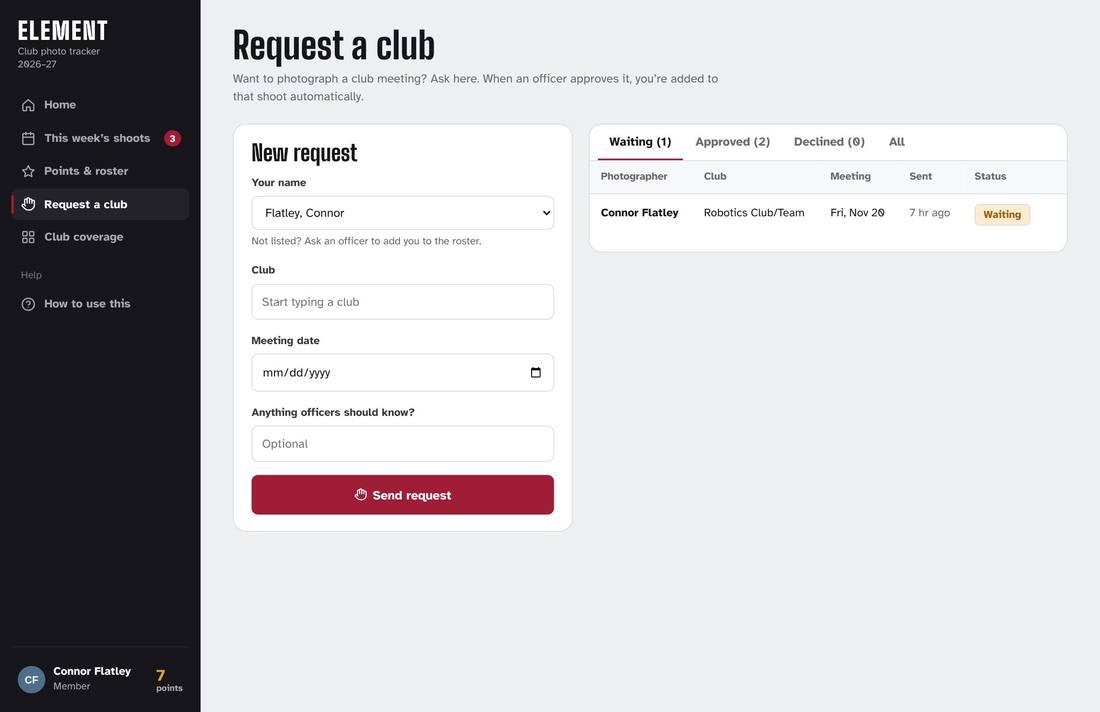 ELEMENT
Club photo tracker
2026–27
Home
This week's shoots 3
Points & roster
Request a club
Club coverage
Help
How to use this
CF
Connor Flatley
Member
7
points
Request a club
Want to photograph a club meeting? Ask here. When an officer approves it, you're added to
that shoot automatically.
New request
Your name
Flatley, Connor
Not listed? Ask an officer to add you to the roster.
Club
Start typing a club
Meeting date
mm/dd/yyyy
Anything officers should know?
Optional
Send request
Waiting (1) Approved (2) Declined (0) All
Photographer Club Meeting Sent Status
Connor Flatley Robotics Club/Team Fri, Nov 20 7 hr ago Waiting